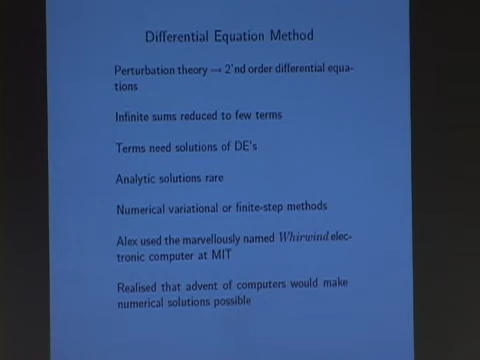 Differential Equation Method
Perturbation theory → 2'nd order differential equa-
tions
Infinite sums reduced to few terms
Terms need solutions of DE's
Analytic solutions rare
Numerical variational or finite-step methods
Alex used the marvellously named Whirwind elec-
tronic computer at MIT
Realised that advent of computers would make
numerical solutions possible